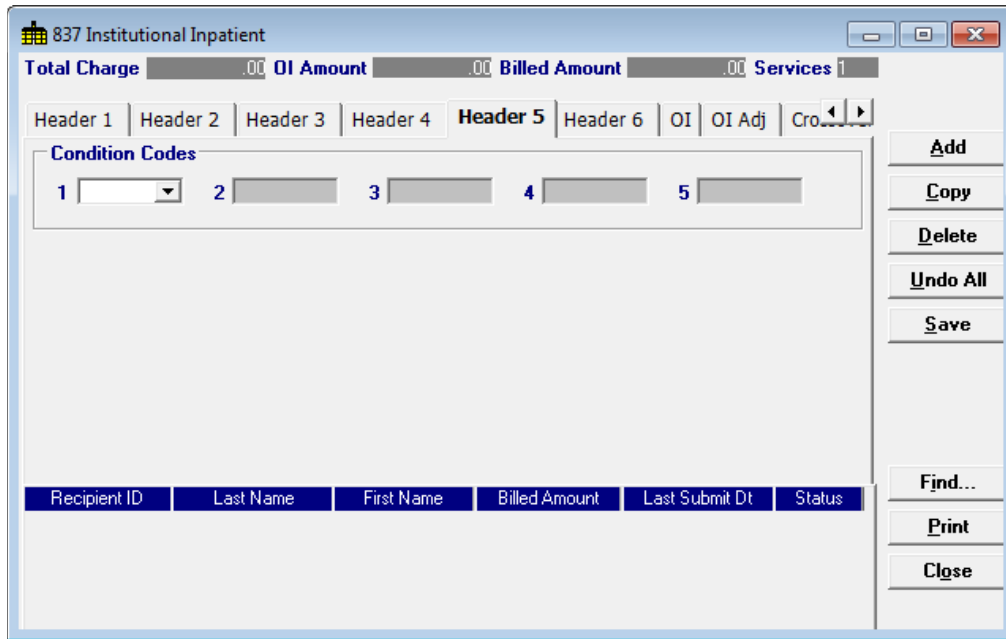 837 Institutional Inpatient
Total Charge .00 OI Amount .00 Billed Amount .00 Services 1
Header 1 Header 2 Header 3 Header 4 Header 5 Header 6 OI OI Adj
Condition Codes
1 2 3 4 5
Add
Copy
Delete
Undo All
Save
Recipient ID Last Name First Name Billed Amount Last Submit Dt Status
Find...
Print
Close